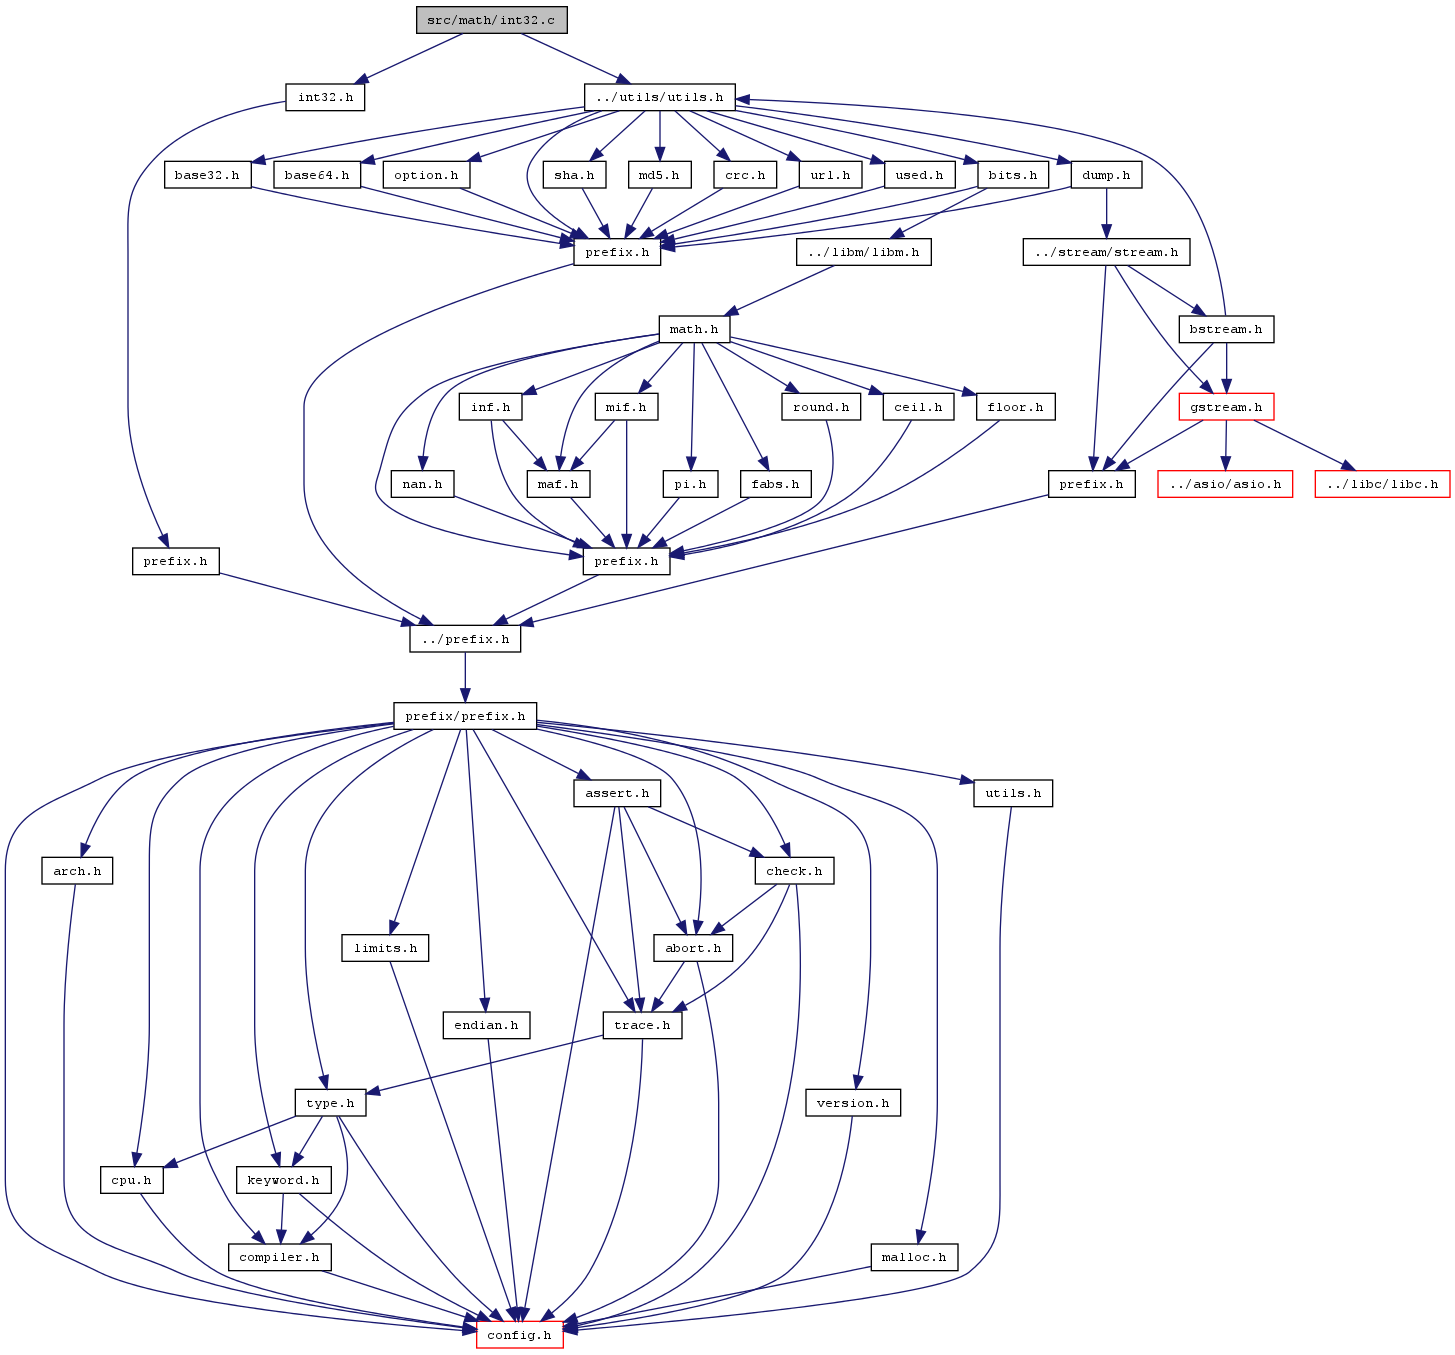 src/math/int32.c
int32.h
../utils/utils.h
base32.h
base64.h
option.h
sha.h
md5.h
crc.h
url.h
used.h
bits.h
dump.h
prefix.h
../libm/libm.h
../stream/stream.h
math.h
bstream.h
inf.h
mif.h
round.h
ceil.h
floor.h
gstream.h
nan.h
maf.h
pi.h
fabs.h
prefix.h
../asio/asio.h
../libc/libc.h
prefix.h
prefix.h
../prefix.h
prefix/prefix.h
assert.h
utils.h
arch.h
check.h
limits.h
abort.h
endian.h
trace.h
type.h
version.h
cpu.h
keyword.h
compiler.h
malloc.h
config.h